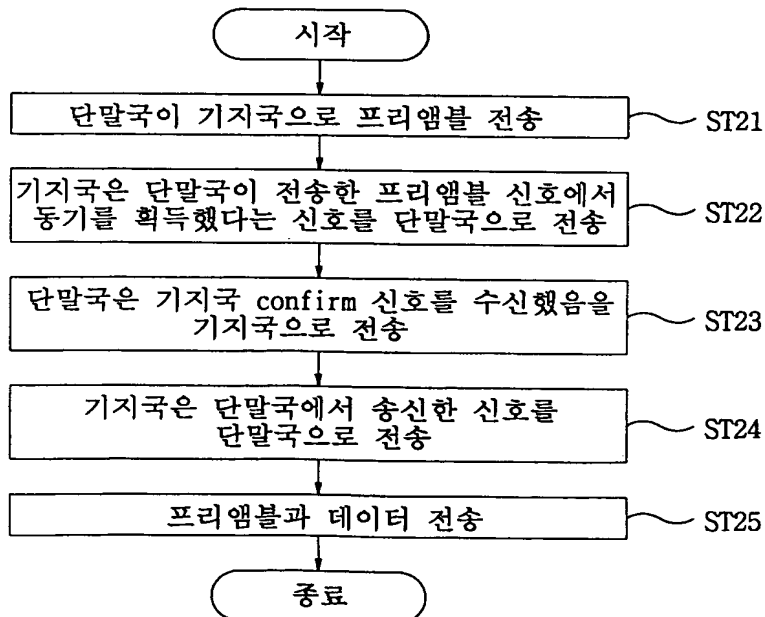 시작
단말국이 기지국으로 프리앰블 전송
ST21
기지국은 단말국이 전송한 프리앰블 신호에서
동기를 획득했다는 신호를 단말국으로 전송
ST22
단말국은 기지국 confirm 신호를 수신했음을
기지국으로 전송
ST23
기지국은 단말국에서 송신한 신호를
단말국으로 전송
ST24
프리앰블과 데이터 전송
ST25
종료